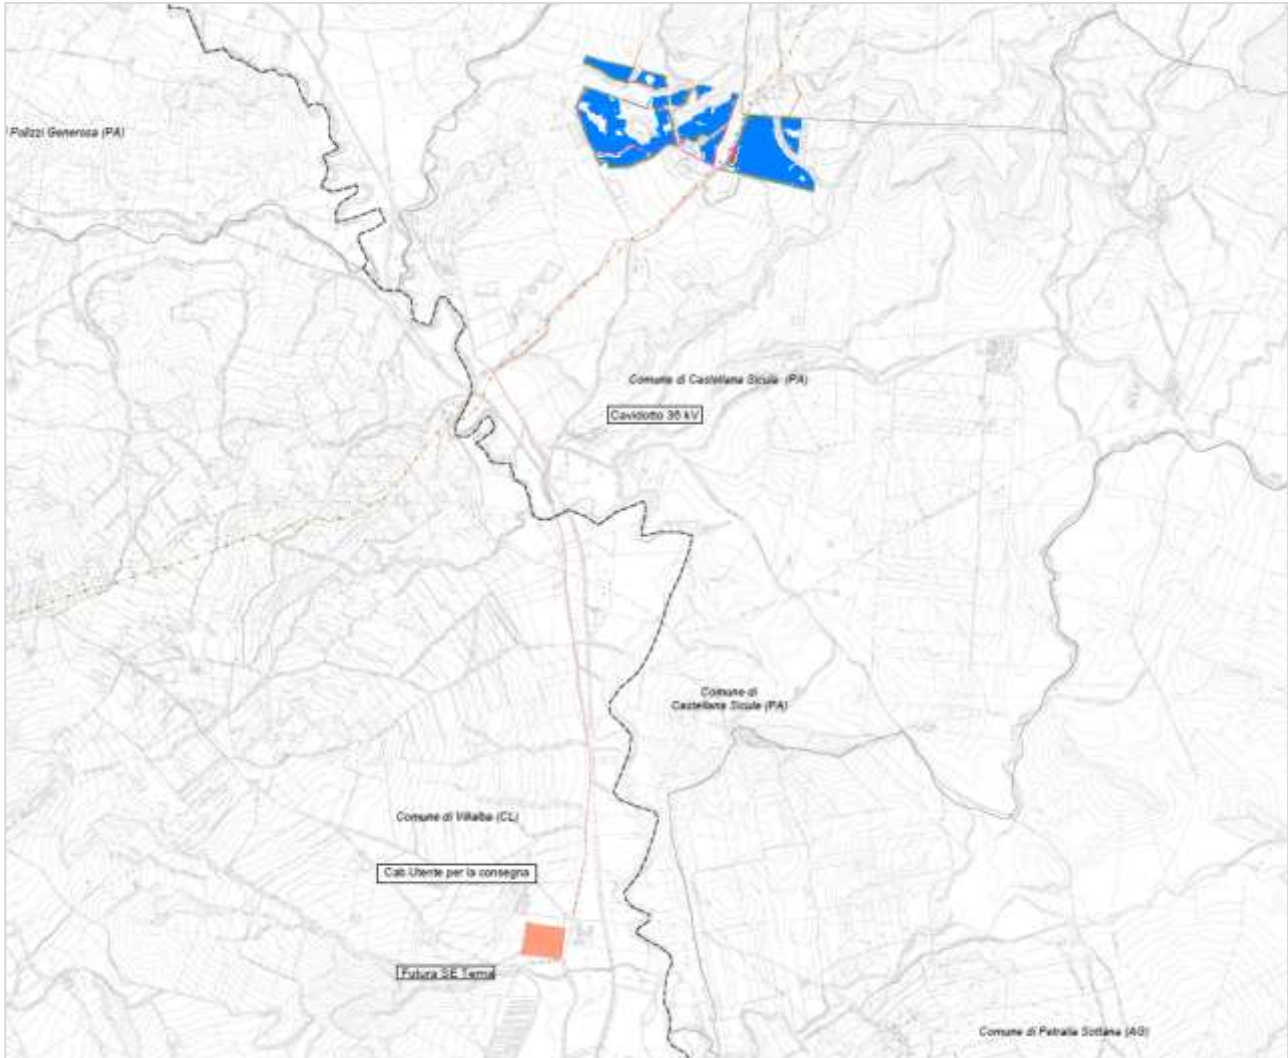 Polizzi Generosa (PA)
Comune di Castellana Sicula (PA)
Cavidotto 36 kV
Comune di
Castellana Sicula (PA)
Comune di Villalba (CL)
Cab.Utente per la consegna
Futura SE Terna
Comune di Petralia Sottana (AG)